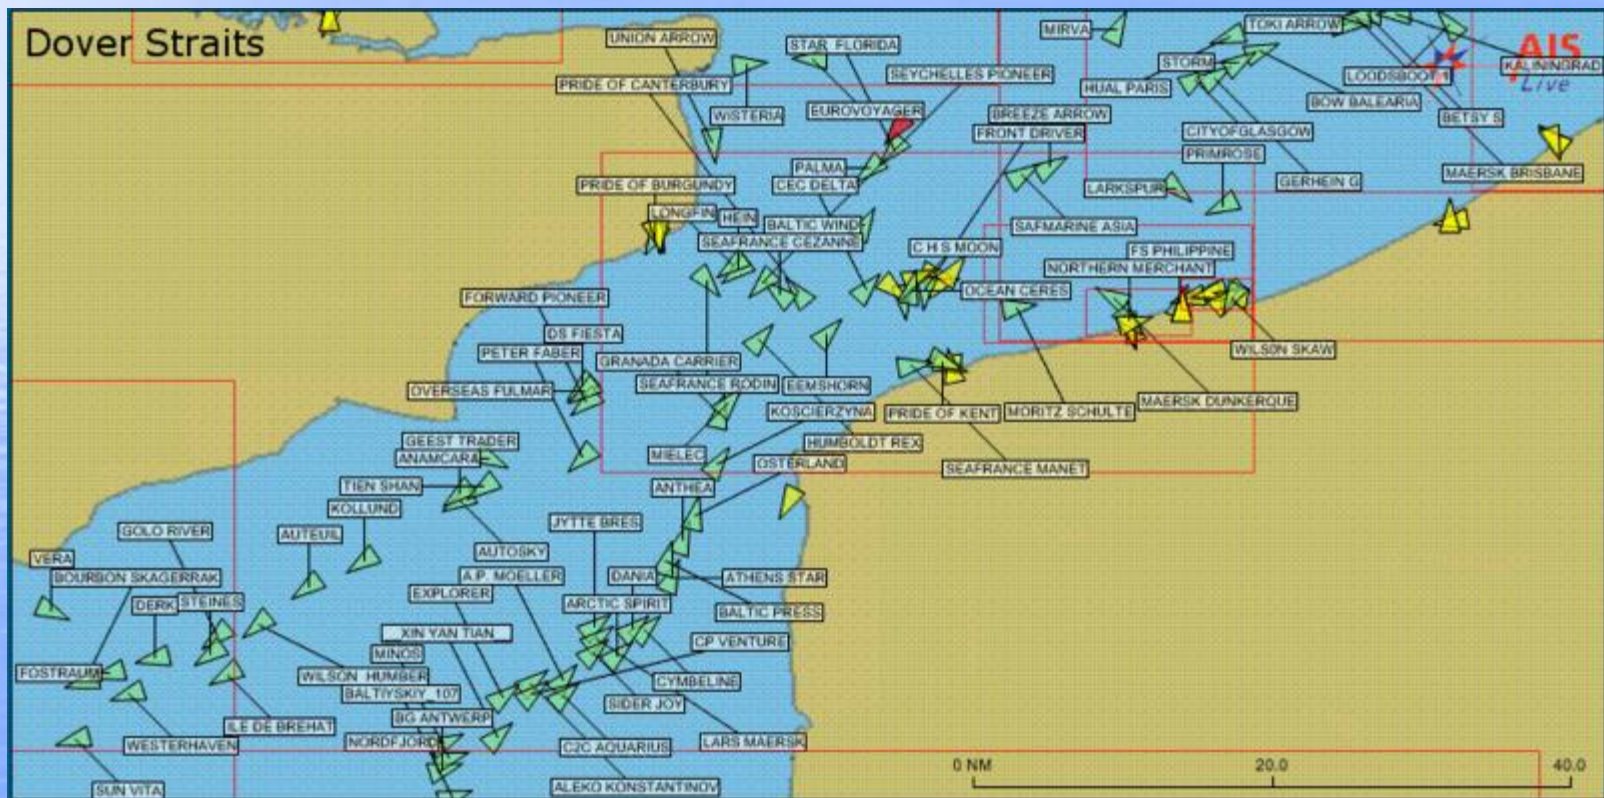 Dover Straits
UNION ARROW
STAR FLORIDA
MIRVA
TOKI ARROW
AIS
Live
KALININGRAD
STORM
LOODSBOOT 1
PRIDE OF CANTERBURY
SEYCHELLES PIONEER
HUAL PARIS
BOW BALEARIA
WISTERIA
EUROVOYAGER
BREEZE ARROW
BETSY S
FRONT DRIVER
CITYOFGLASGOW
PRIMROSE
PALMA
MAERSK BRISBANE
PRIDE OF BURGUNDY
CEC DELTA
LARKSPUR
GERHEIN G
LONGFIN
HEIN
BALTIC WIND
SAFMARINE ASIA
SEAFRANCE CEZANNE
C H S MOON
FS PHILIPPINE
NORTHERN MERCHANT
FORWARD PIONEER
OCEAN CERES
DS FIESTA
PETER FABER
GRANADA CARRIER
WILSON SKAW
OVERSEAS FULMAR
SEAFRANCE RODIN
EEMSHORN
MAERSK DUNKERQUE
KOSCIERZYNA
PRIDE OF KENT
MORITZ SCHULTE
GEEST TRADER
HUMBOLDT REX
ANAMCARA
MIELEC
OSTERLAND
SEAFRANCE MANET
TIEN SHAN
ANTHEA
KOLLUND
GOLO RIVER
AUTEUIL
JYTTE BRES
VERA
AUTOSKY
BOURBON SKAGERRAK
A.P. MOELLER
DANIA
ATHENS STAR
EXPLORER
DERK
STEINES
ARCTIC SPIRIT
BALTIC PRESS
XIN YAN TIAN
CP VENTURE
MINOS
FOSTRAUM
WILSON HUMBER
CYMBELINE
BALTIYSKIY 107
SIDER JOY
BG ANTWERP
ILE DE BREHAT
WESTERHAVEN
NORDFJORD
C2C AQUARIUS
LARS MAERSK
0 NM
20.0
40.0
SUN VITA
ALEKO KONSTANTINOV